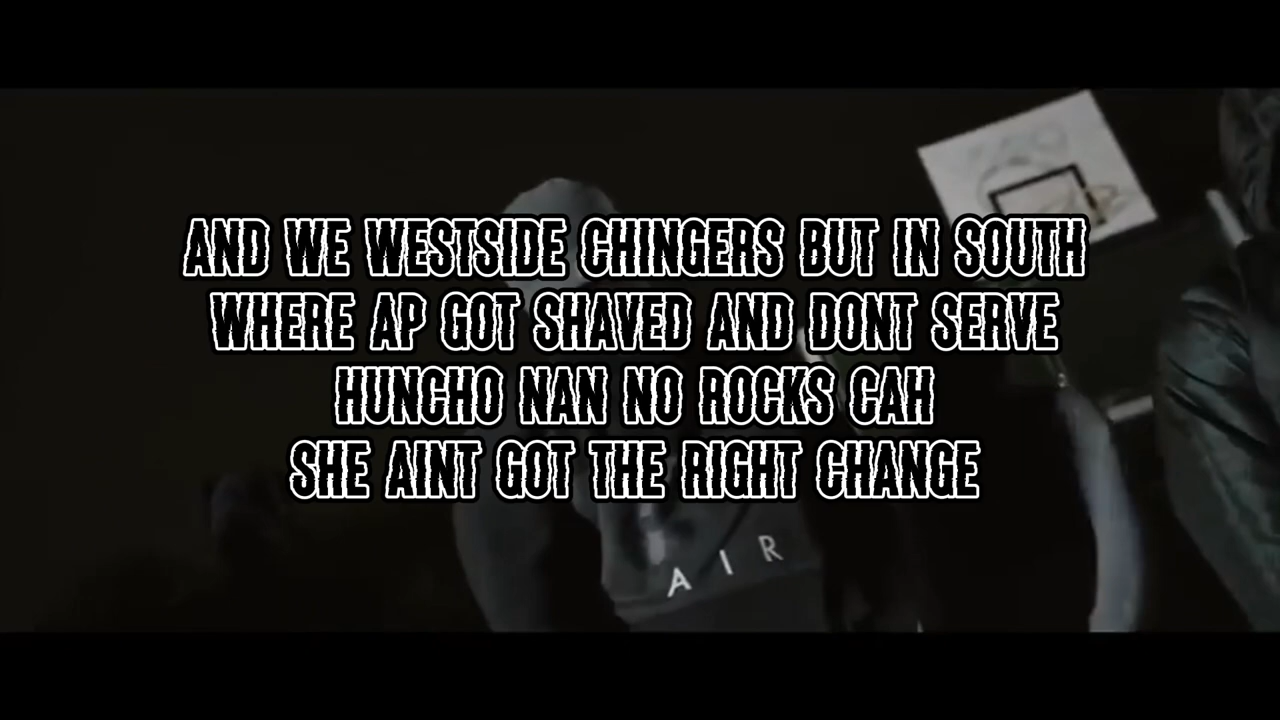 AND WE WESTSIDE CHINGERS BUT IN SOUTH
WHERE AP GOT SHAVED AND DONT SERVE
HUNCHO NAN NO ROCKS CAH
SHE AINT GOT THE RIGHT CHANGE
AIR